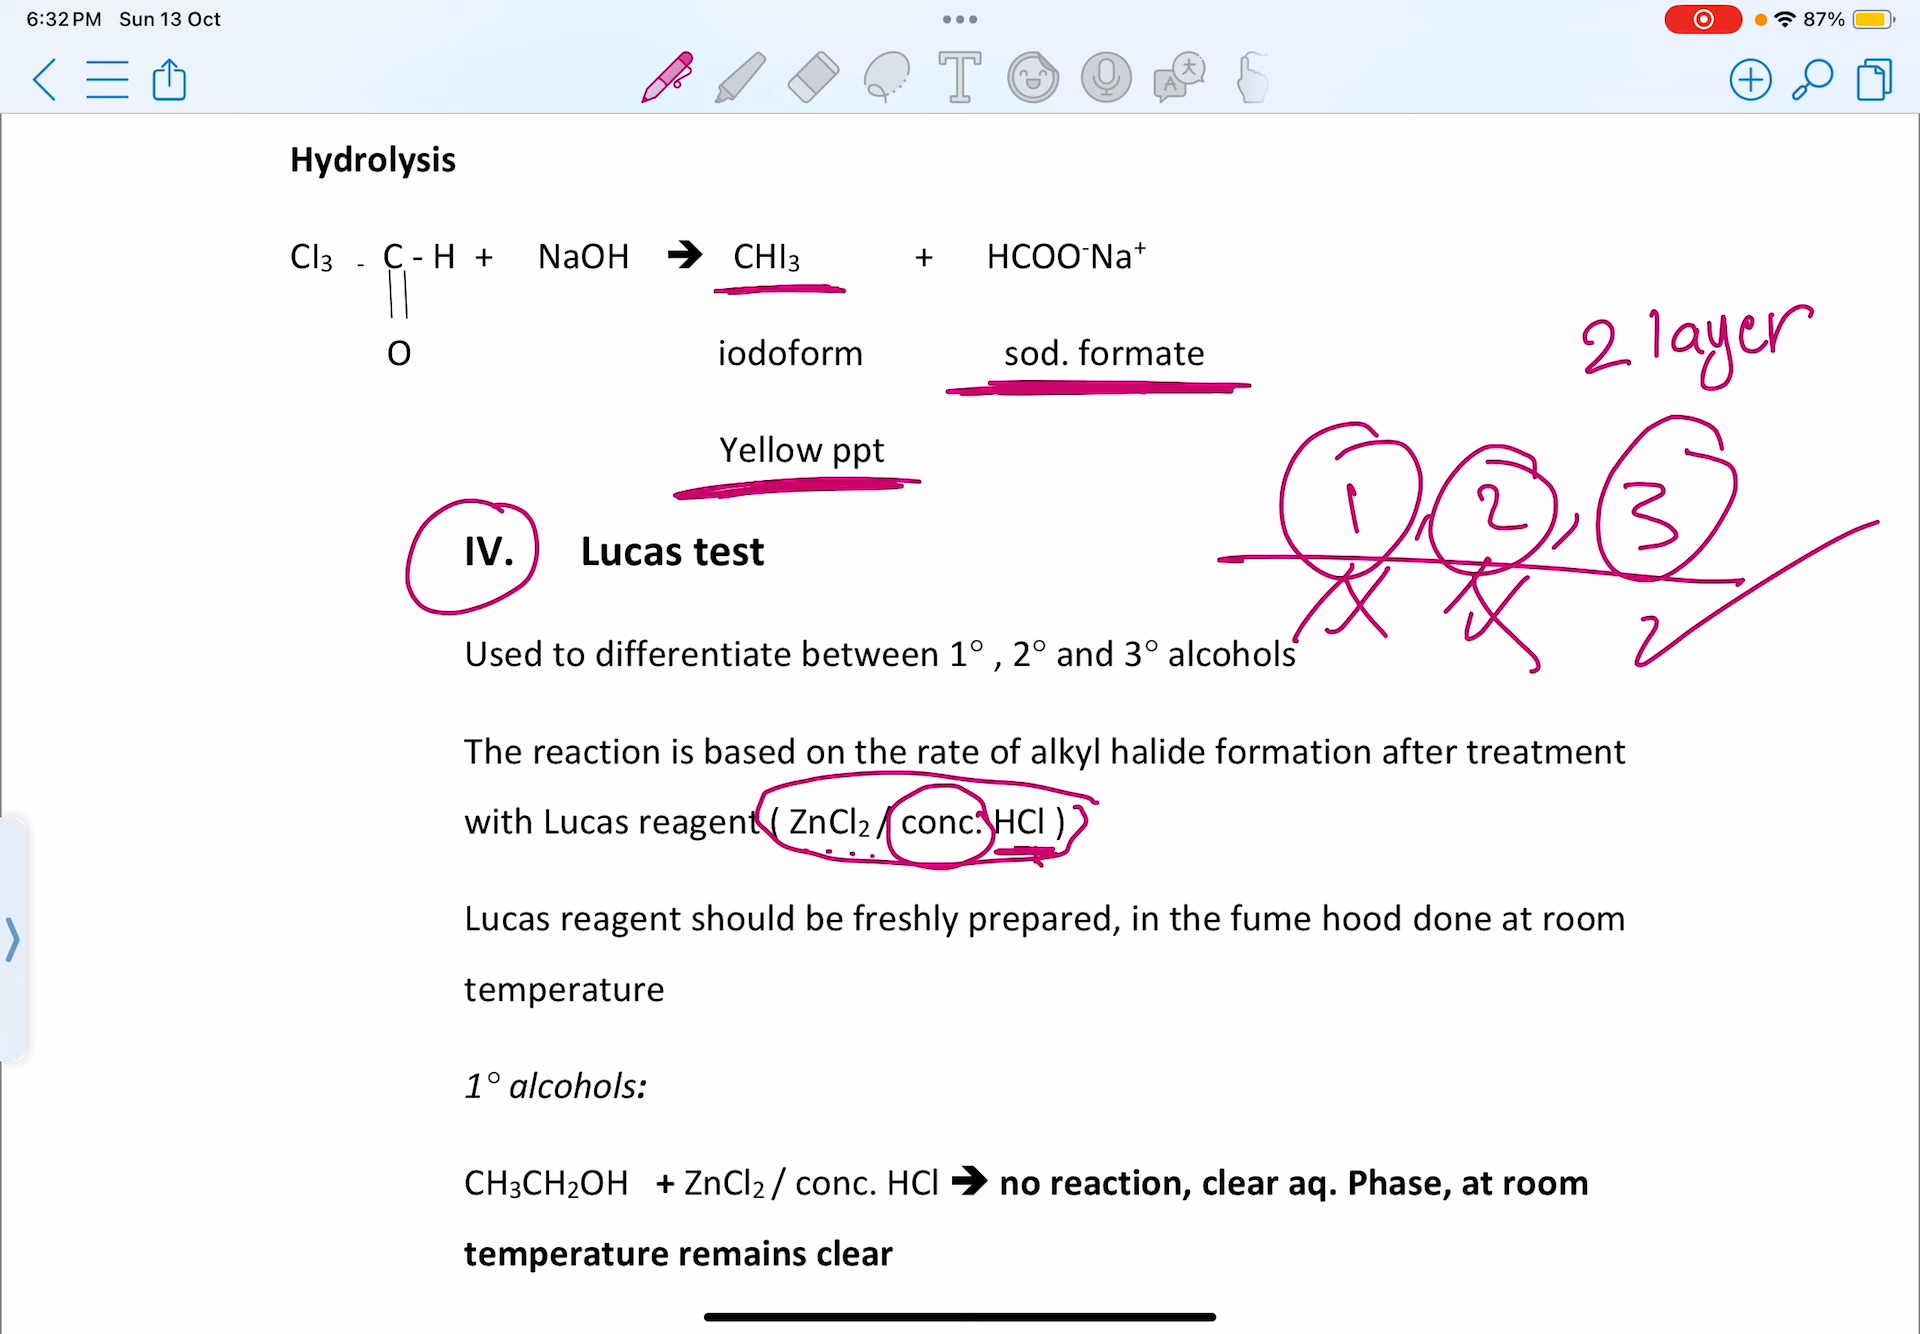 6:32 PM Sun 13 Oct
87%
Hydrolysis
CI₃ - C - H + NaOH ➔ CHI₃ + HCOO⁻Na⁺
O iodoform sod. formate
2 layer
Yellow ppt
1, 2, 3
IV. Lucas test
Used to differentiate between 1° , 2° and 3° alcohols
The reaction is based on the rate of alkyl halide formation after treatment
with Lucas reagent ( ZnCl₂ / conc. HCl )
Lucas reagent should be freshly prepared, in the fume hood done at room
temperature
1° alcohols:
CH₃CH₂OH + ZnCl₂ / conc. HCl ➔ no reaction, clear aq. Phase, at room
temperature remains clear